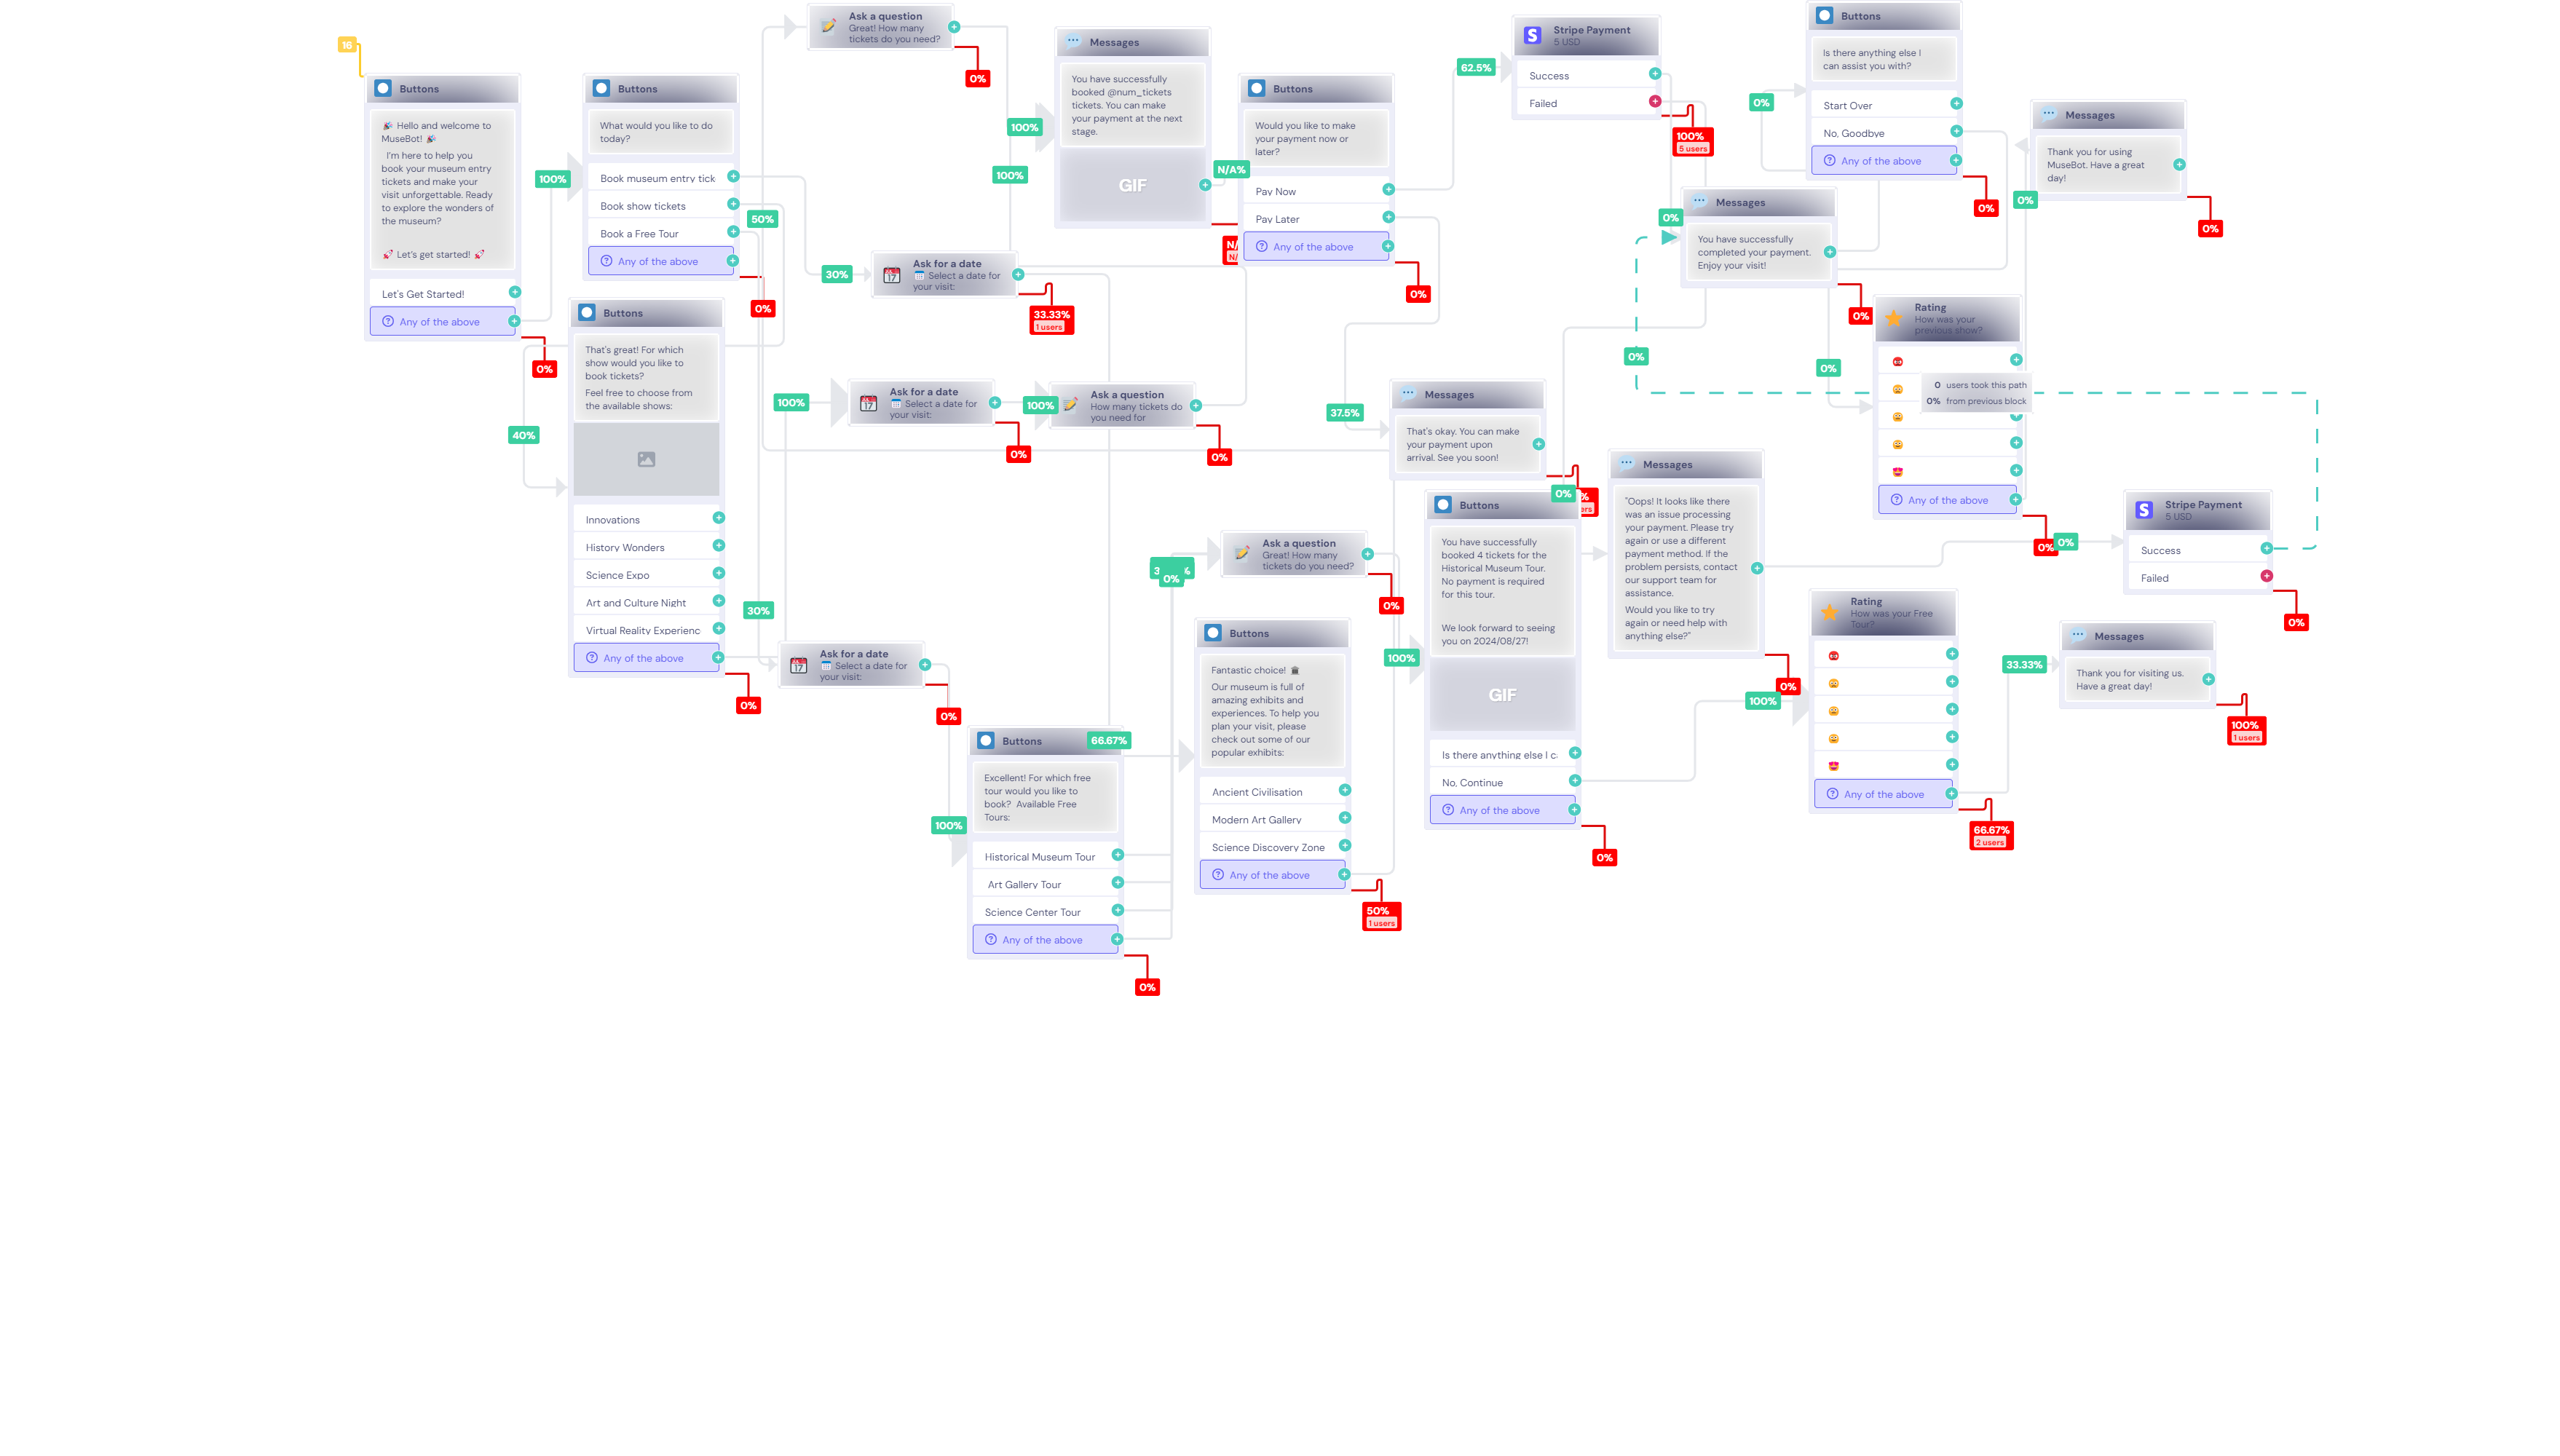 16
Buttons
🎉 Hello and welcome to
MuseBot! 🎉
I'm here to help you
book your museum entry
tickets and make your
visit unforgettable. Ready
to explore the wonders of
the museum?
🚀 Let's get started! 🚀
Let's Get Started!
Any of the above
0%
100%
Buttons
What would you like to do
today?
Book museum entry tick
Book show tickets
Book a Free Tour
Any of the above
0%
50%
30%
40%
30%
Buttons
That's great! For which
show would you like to
book tickets?
Feel free to choose from
the available shows:
Innovations
History Wonders
Science Expo
Art and Culture Night
Virtual Reality Experienc
Any of the above
0%
Ask a question
Great! How many
tickets do you need?
0%
100%
100%
Ask for a date
Select a date for
your visit:
33.33%
1 users
100%
Ask for a date
Select a date for
your visit:
0%
100%
Ask a question
How many tickets do
you need for
0%
Ask for a date
Select a date for
your visit:
0%
100%
Buttons
66.67%
Excellent! For which free
tour would you like to
book? Available Free
Tours:
Historical Museum Tour
Art Gallery Tour
Science Center Tour
Any of the above
0%
Messages
You have successfully
booked @num_tickets
tickets. You can make
your payment at the next
stage.
GIF
N/A%
Buttons
Would you like to make
your payment now or
later?
Pay Now
Pay Later
Any of the above
0%
62.5%
37.5%
0%
Ask a question
Great! How many
tickets do you need?
0%
Buttons
Fantastic choice! 🏛
Our museum is full of
amazing exhibits and
experiences. To help you
plan your visit, please
check out some of our
popular exhibits:
Ancient Civilisation
Modern Art Gallery
Science Discovery Zone
Any of the above
50%
1 users
100%
Messages
That's okay. You can make
your payment upon
arrival. See you soon!
0%
Buttons
You have successfully
booked 4 tickets for the
Historical Museum Tour.
No payment is required
for this tour.
We look forward to seeing
you on 2024/08/27!
GIF
Is there anything else I c
No, Continue
Any of the above
0%
Stripe Payment
5 USD
Success
Failed
100%
5 users
0%
Messages
You have successfully
completed your payment.
Enjoy your visit!
0%
0%
0%
Messages
"Oops! It looks like there
was an issue processing
your payment. Please try
again or use a different
payment method. If the
problem persists, contact
our support team for
assistance.
Would you like to try
again or need help with
anything else?"
0%
100%
Buttons
Is there anything else I
can assist you with?
Start Over
No, Goodbye
Any of the above
0%
0%
0%
Messages
Thank you for using
MuseBot. Have a great
day!
0%
Rating
How was your
previous show?
0 users took this path
0% from previous block
Any of the above
0%
0%
Stripe Payment
5 USD
Success
Failed
0%
Rating
How was your Free
Tour?
Any of the above
66.67%
2 users
33.33%
Messages
Thank you for visiting us.
Have a great day!
100%
1 users